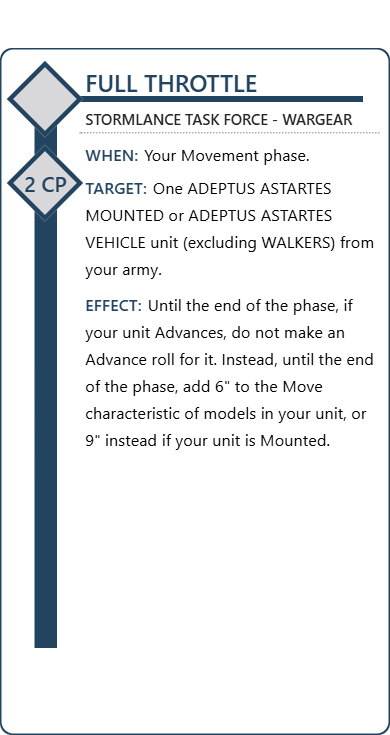 FULL THROTTLE
STORMLANCE TASK FORCE - WARGEAR
WHEN: Your Movement phase.
2 CP
TARGET: One ADEPTUS ASTARTES
MOUNTED or ADEPTUS ASTARTES
VEHICLE unit (excluding WALKERS) from
your army.
EFFECT: Until the end of the phase, if
your unit Advances, do not make an
Advance roll for it. Instead, until the end
of the phase, add 6" to the Move
characteristic of models in your unit, or
9" instead if your unit is Mounted.